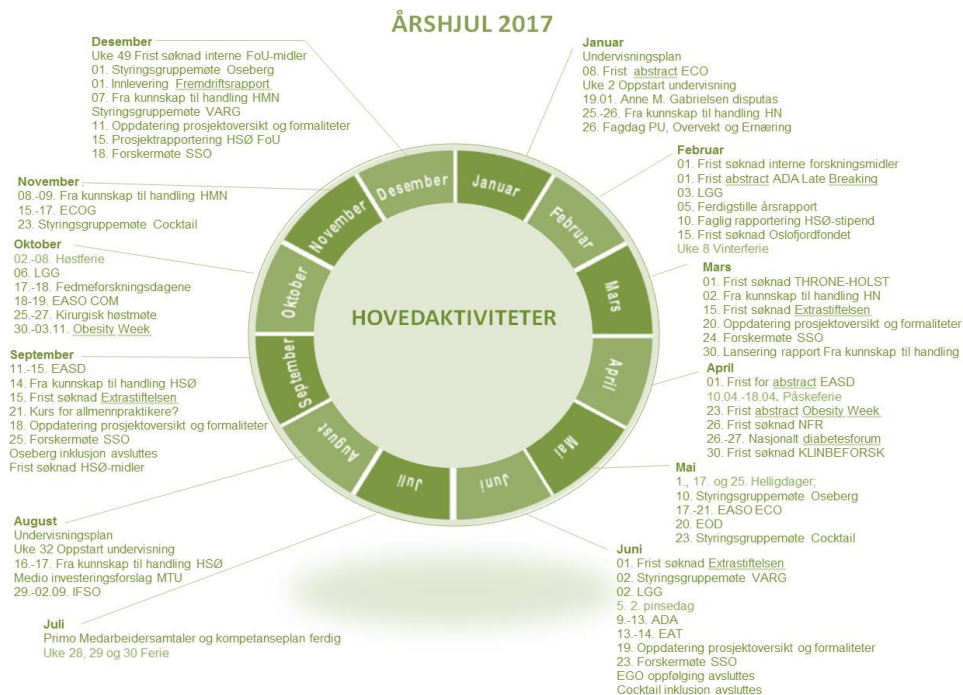 ÅRSHJUL 2017
Januar
Undervisningsplan
08. Frist abstract ECO
Uke 2 Oppstart undervisning
19.01. Anne M. Gabrielsen disputas
25.-26. Fra kunnskap til handling HN
26. Fagdag PU, Overvekt og Ernæring
Februar
01. Frist søknad interne forskningsmidler
01. Frist abstract ADA Late Breaking
03. LGG
05. Ferdigstille årsrapport
10. Faglig rapportering HSØ-stipend
15. Frist søknad Oslofjordfondet
Uke 8 Vinterferie
Mars
01. Frist søknad THRONE-HOLST
02. Fra kunnskap til handling HN
15. Frist søknad Extrastiftelsen
20. Oppdatering prosjektoversikt og formaliteter
24. Forskermøte SSO
30. Lansering rapport Fra kunnskap til handling
April
01. Frist for abstract EASD
10.04.-18.04. Påskeferie
23. Frist abstract Obesity Week
26. Frist søknad NFR
26.-27. Nasjonalt diabetesforum
30. Frist søknad KLINBEFORSK
Mai
1., 17. og 25. Helligdager;
10. Styringsgruppemøte Oseberg
17.-21. EASO ECO
20. EOD
23. Styringsgruppemøte Cocktail
Juni
01. Frist søknad Extrastiftelsen
02. Styringsgruppemøte VARG
02. LGG
5. 2. pinsedag
9.-13. ADA
13.-14. EAT
19. Oppdatering prosjektoversikt og formaliteter
23. Forskermøte SSO
EGO oppfølging avsluttes
Cocktail inklusion avsluttes
Juli
Primo Medarbeidersamtaler og kompetanseplan ferdig
Uke 28, 29 og 30 Ferie
August
Undervisningsplan
Uke 32 Oppstart undervisning
16.-17. Fra kunnskap til handling HSØ
Medio investeringsforslag MTU
29.-02.09. IFSO
September
11.-15. EASD
14. Fra kunnskap til handling HSØ
15. Frist søknad Extrastiftelsen
21. Kurs for allmennpraktikere?
18. Oppdatering prosjektoversikt og formaliteter
25. Forskermøte SSO
Oseberg inklusion avsluttes
Frist søknad HSØ-midler
Oktober
02.-08. Høstferie
06. LGG
17.-18. Fedmeforskningsdagene
18-19. EASO COM
25.-27. Kirurgisk høstmøte
30.-03.11. Obesity Week
November
08.-09. Fra kunnskap til handling HMN
15.-17. ECOG
23. Styringsgruppemøte Cocktail
Desember
Uke 49 Frist søknad interne FoU-midler
01. Styringsgruppemøte Oseberg
01. Innlevering Fremdriftsrapport
07. Fra kunnskap til handling HMN
Styringsgruppemøte VARG
11. Oppdatering prosjektoversikt og formaliteter
15. Prosjektrapportering HSØ FoU
18. Forskermøte SSO
HOVEDAKTIVITETER
Januar
Februar
Mars
April
Mai
Juni
Juli
August
September
Oktober
November
Desember